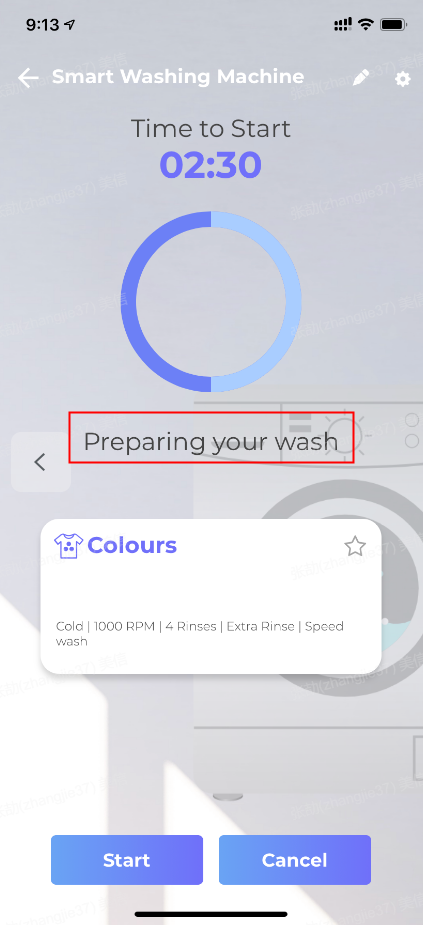 9:13
Smart Washing Machine
Time to Start
02:30
Preparing your wash
Colours
Cold | 1000 RPM | 4 Rinses | Extra Rinse | Speed
wash
Start
Cancel